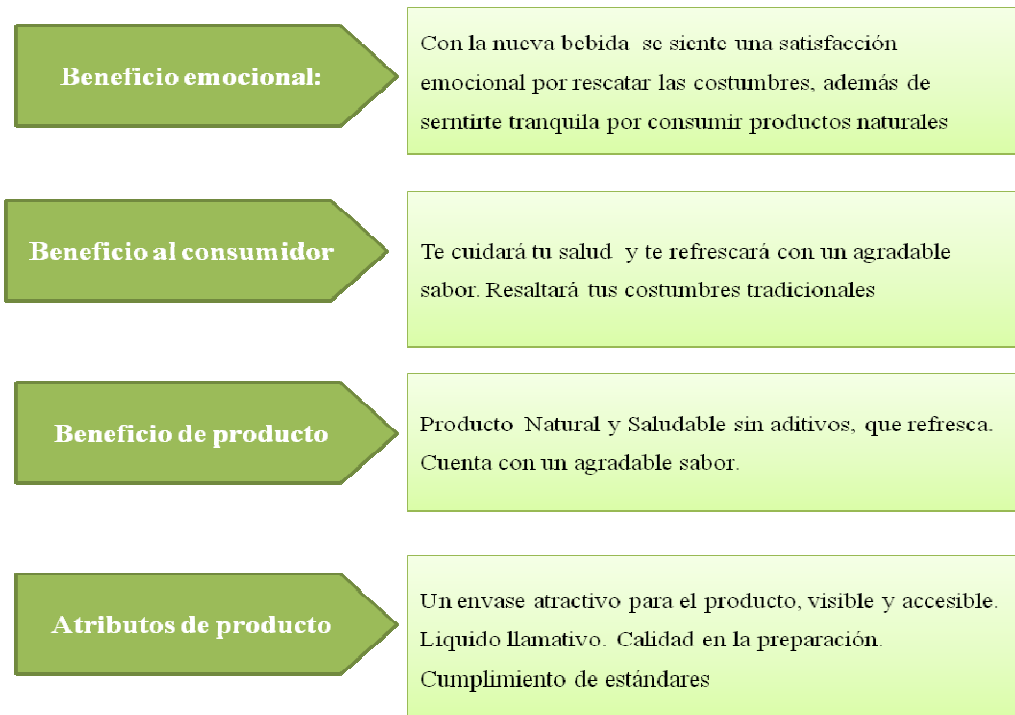 Beneficio emocional:
Con la nueva bebida se siente una satisfacción
emocional por rescatar las costumbres, además de
serntirte tranquila por consumir productos naturales
Beneficio al consumidor
Te cuidará tu salud y te refrescará con un agradable
sabor. Resaltará tus costumbres tradicionales
Beneficio de producto
Producto Natural y Saludable sin aditivos, que refresca.
Cuenta con un agradable sabor.
Atributos de producto
Un envase atractivo para el producto, visible y accesible.
Liquido llamativo. Calidad en la preparación.
Cumplimiento de estándares